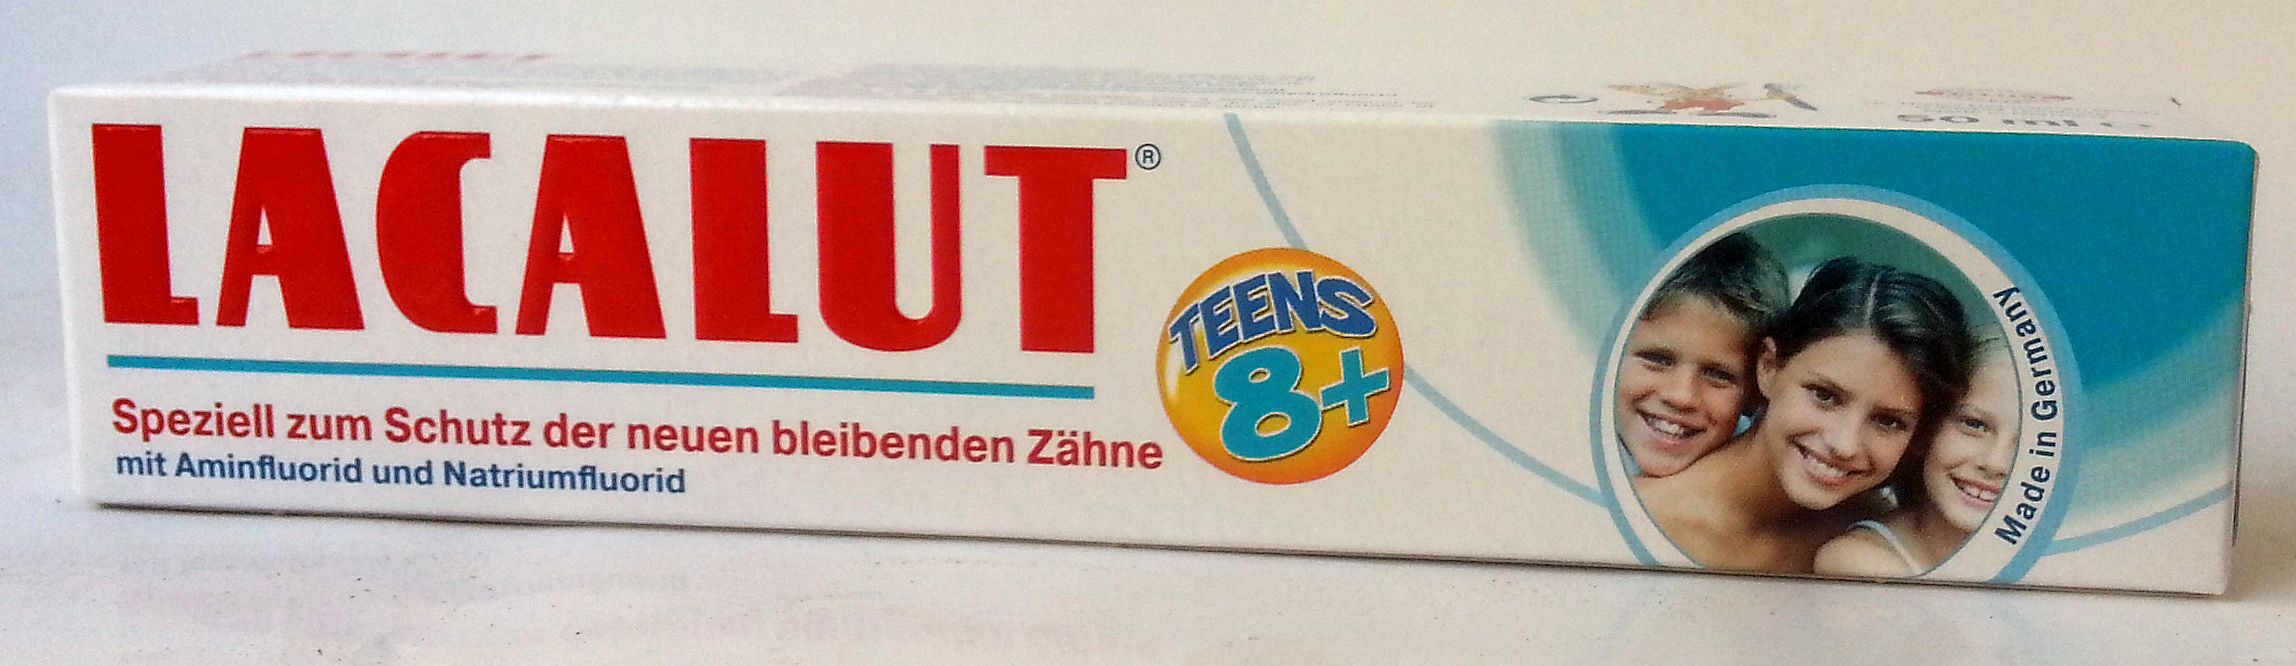 LACALUT®
TEENS
8+
Speziell zum Schutz der neuen bleibenden Zähne
mit Aminfluorid und Natriumfluorid
Made in Germany
50 ml